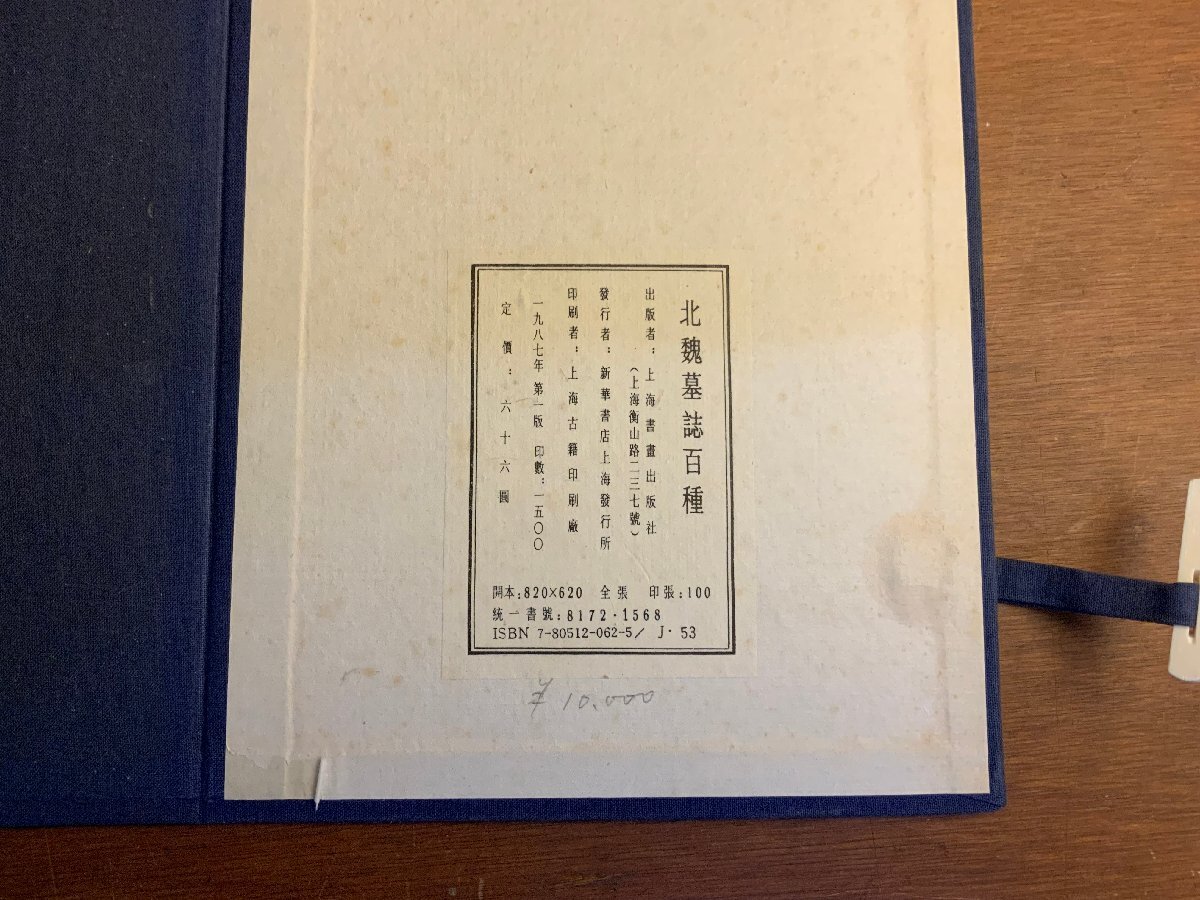 北魏墓誌百種
出版者：上海書畫出版社
（上海衡山路二三七號）
發行者：新華書店上海發行所
印刷者：上海古籍印刷廠
一九八七年 第一版 印數：一五〇〇
定價：六十六圓
開本:820×620 全張 印張:100
統一書號:8172·1568
ISBN 7-80512-062-5/ J·53
¥10.000